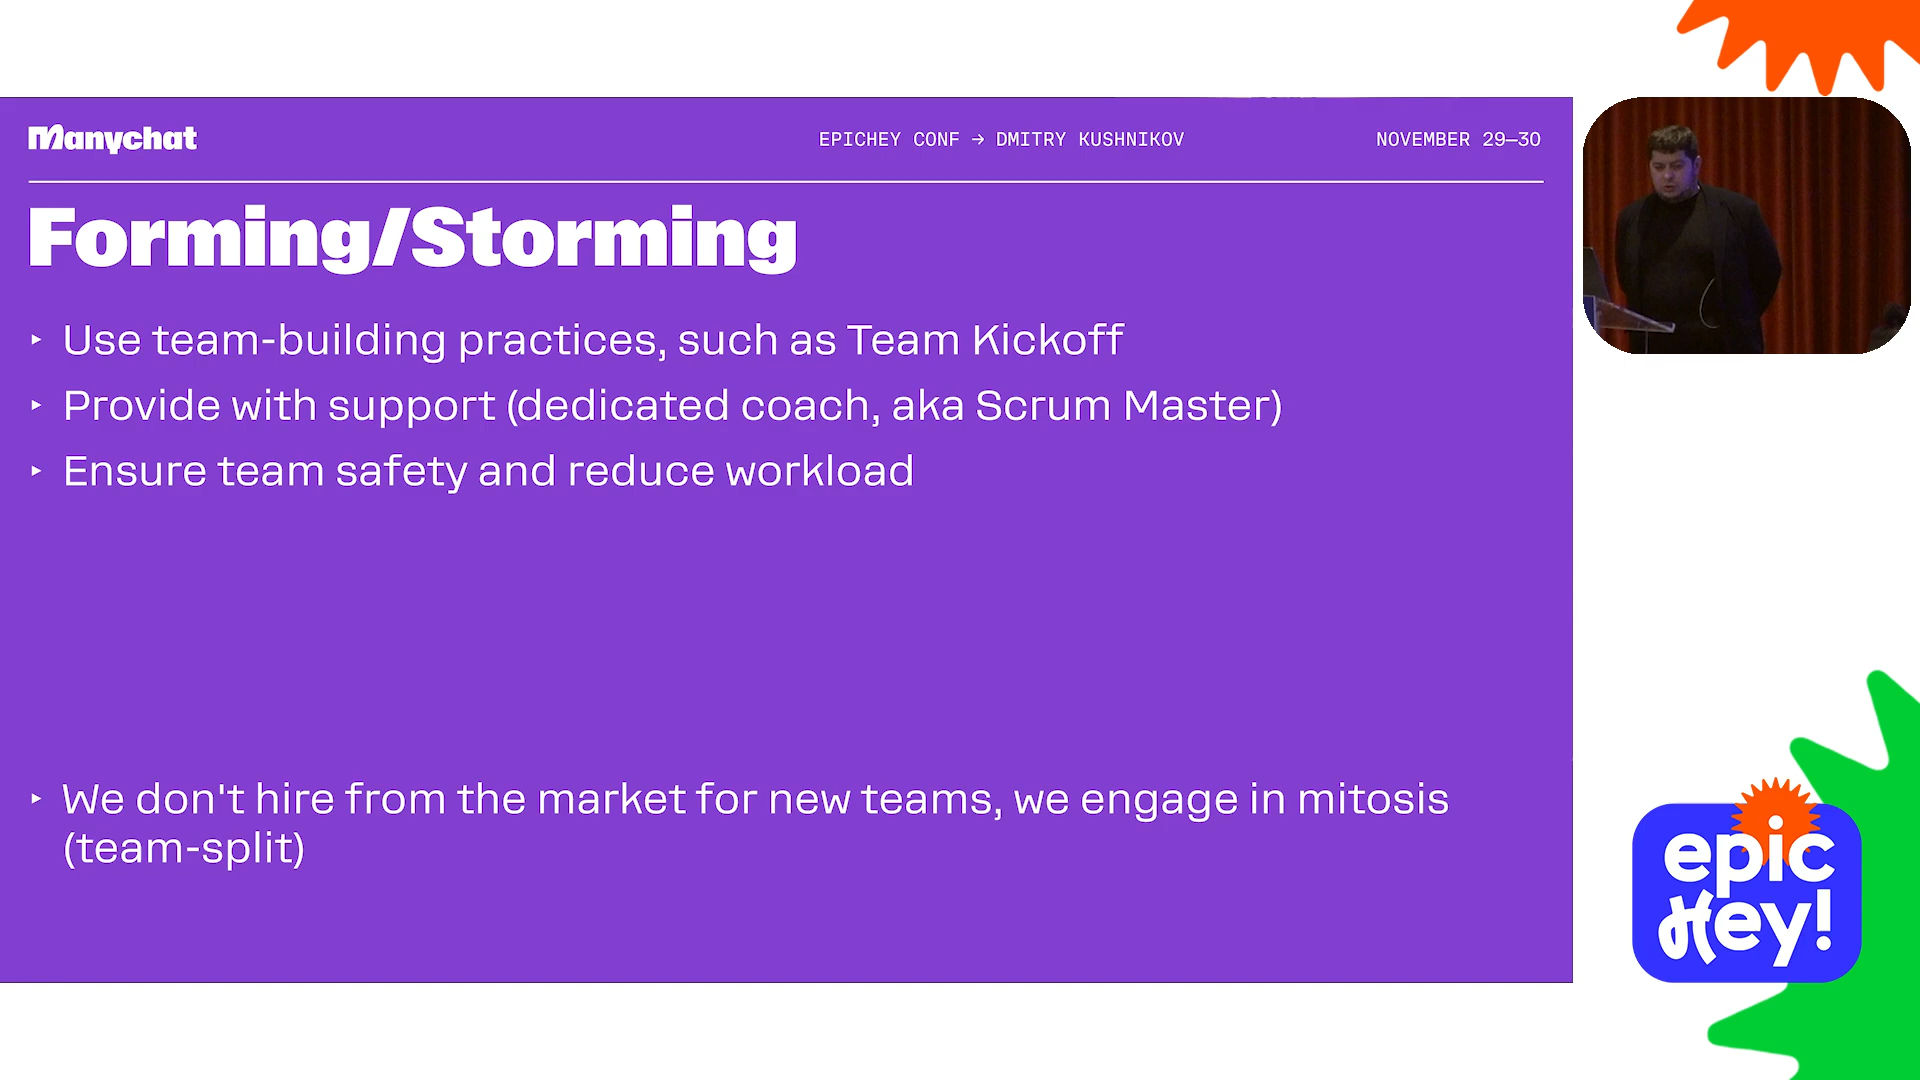 Manychat
EPICHEY CONF → DMITRY KUSHNIKOV
NOVEMBER 29–30
Forming/Storming
‣ Use team-building practices, such as Team Kickoff
‣ Provide with support (dedicated coach, aka Scrum Master)
‣ Ensure team safety and reduce workload
‣ We don't hire from the market for new teams, we engage in mitosis
(team-split)
epic
Hey!